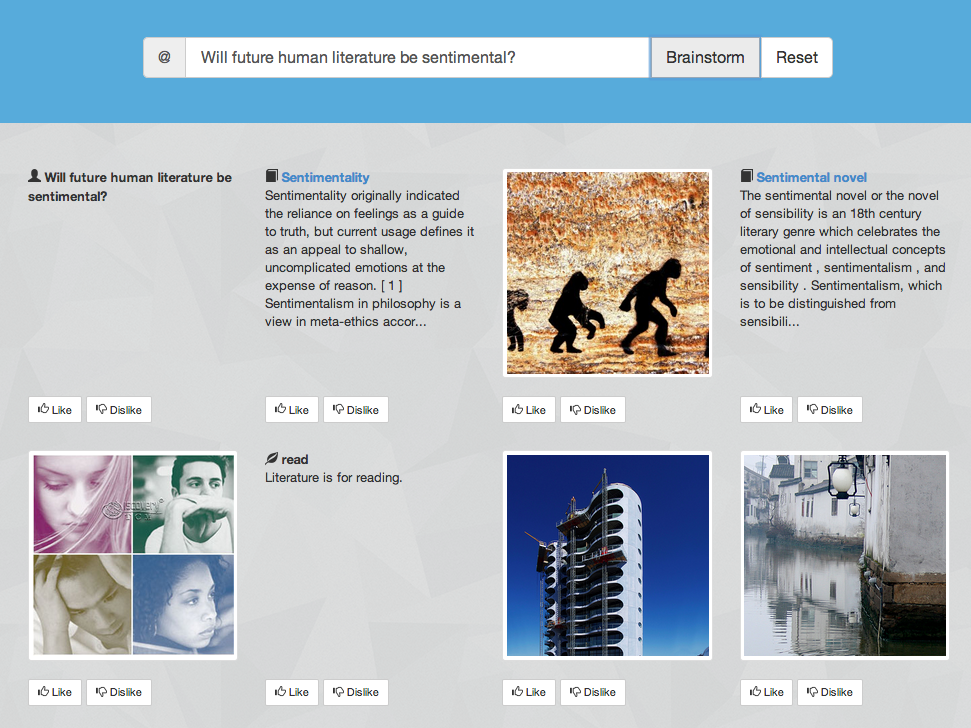 @ Will future human literature be sentimental? Brainstorm Reset
Will future human literature be
sentimental?
Like Dislike
Sentimentality
Sentimentality originally indicated
the reliance on feelings as a guide
to truth, but current usage defines it
as an appeal to shallow,
uncomplicated emotions at the
expense of reason. [ 1 ]
Sentimentalism in philosophy is a
view in meta-ethics accor...
Like Dislike
Like Dislike
Sentimental novel
The sentimental novel or the novel
of sensibility is an 18th century
literary genre which celebrates the
emotional and intellectual concepts
of sentiment , sentimentalism , and
sensibility . Sentimentalism, which
is to be distinguished from
sensibili...
Like Dislike
Like Dislike
read
Literature is for reading.
Like Dislike
Like Dislike
Like Dislike